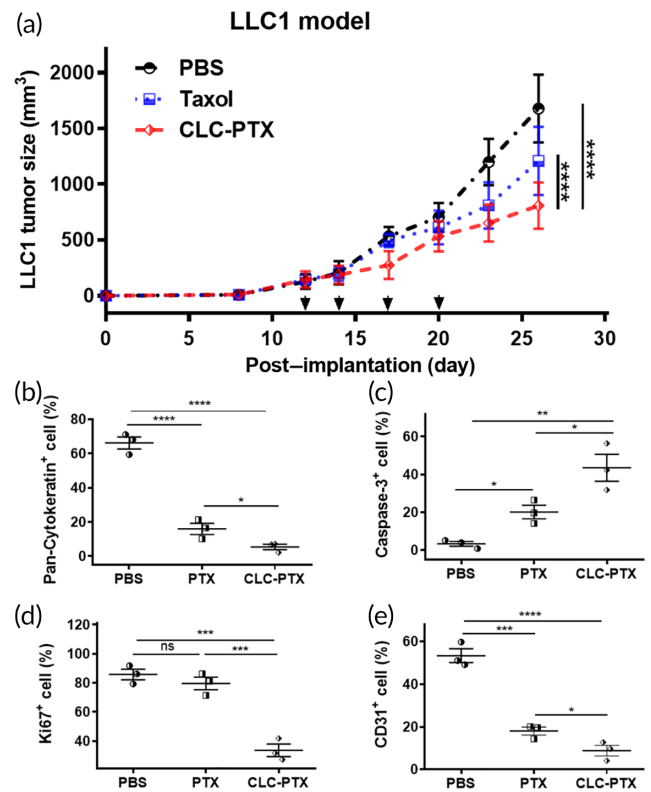 (a) LLC1 model
PBS
Taxol
CLC-PTX
LLC1 tumor size (mm³)
2000
1500
1000
500
0
****
****
0 5 10 15 20 25 30
Post–implantation (day)
(b)
Pan-Cytokeratin⁺ cell (%)
80
60
40
20
0
****
****
*
PBS PTX CLC-PTX
(c)
Caspase-3⁺ cell (%)
60
40
20
0
**
*
*
PBS PTX CLC-PTX
(d)
Ki67⁺ cell (%)
120
100
80
60
40
***
ns ***
PBS PTX CLC-PTX
(e)
CD31⁺ cell (%)
60
40
20
0
****
***
*
PBS PTX CLC-PTX